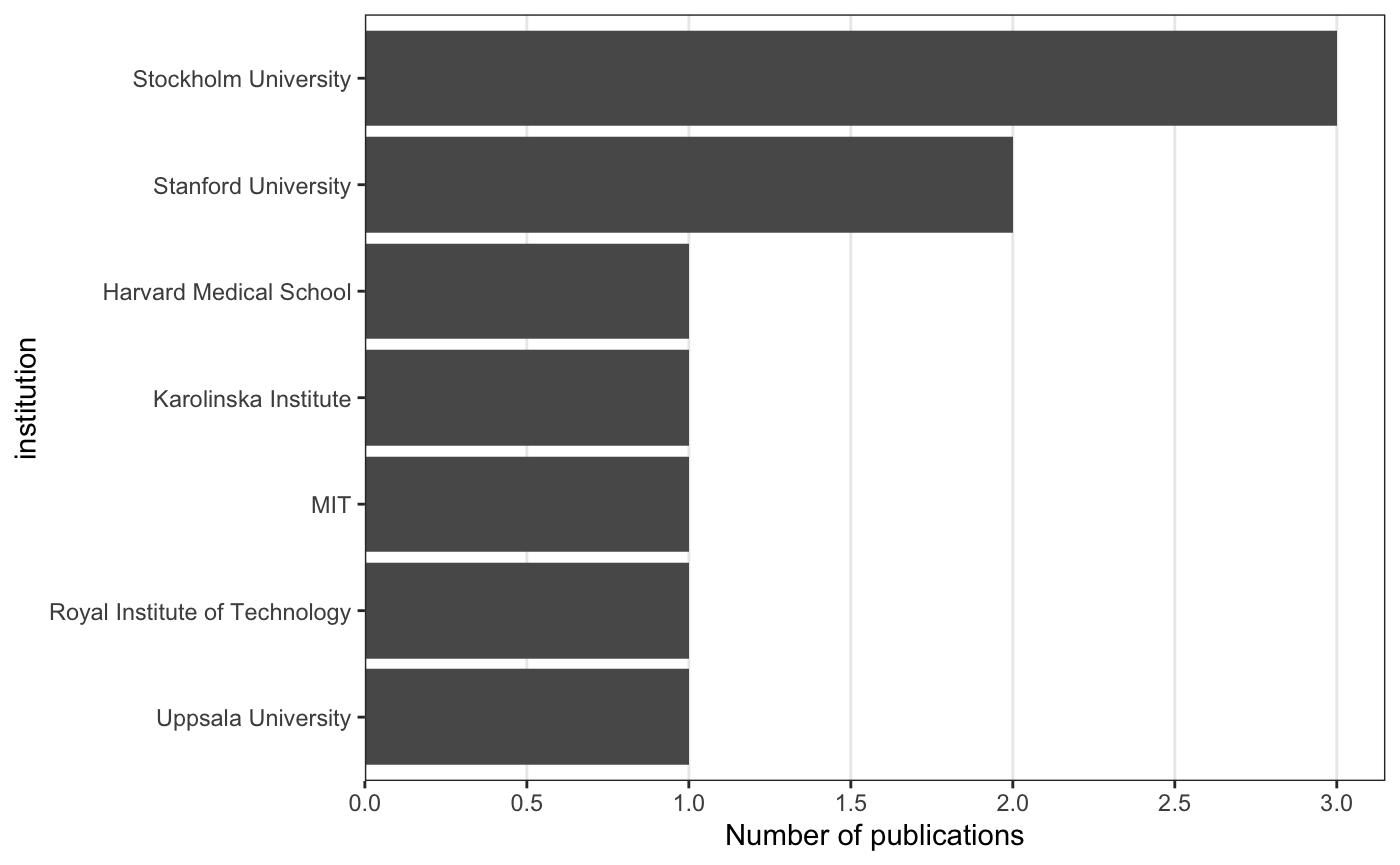 Stockholm University
Stanford University
Harvard Medical School
Karolinska Institute
MIT
Royal Institute of Technology
Uppsala University
institution
0.0 0.5 1.0 1.5 2.0 2.5 3.0
Number of publications